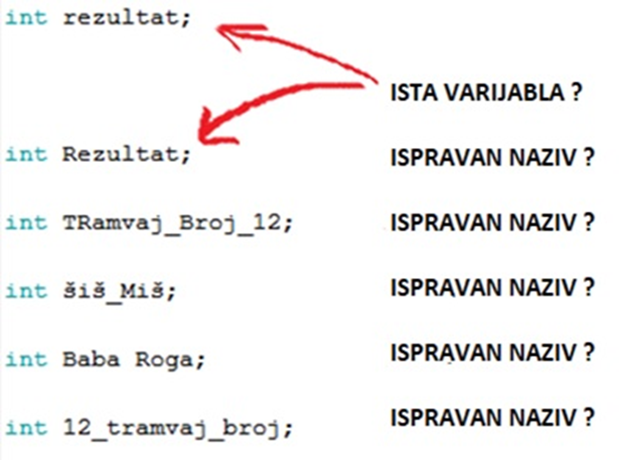 int rezultat;
ISTA VARIJABLA ?
int Rezultat;
ISPRAVAN NAZIV ?
int TRamvaj_Broj_12;
ISPRAVAN NAZIV ?
int šiš_Miš;
ISPRAVAN NAZIV ?
int Baba Roga;
ISPRAVAN NAZIV ?
int 12_tramvaj_broj;
ISPRAVAN NAZIV ?